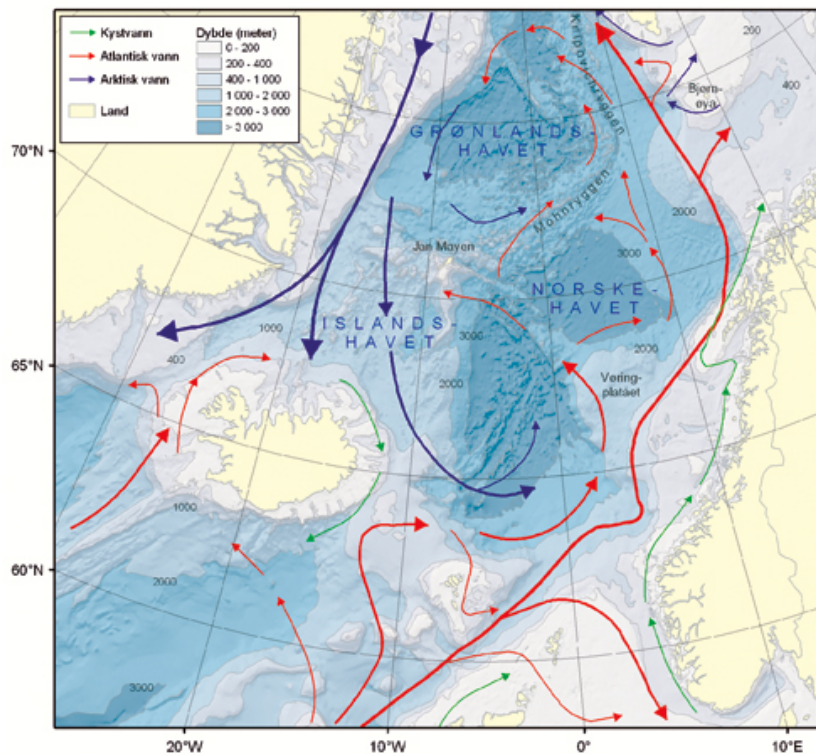 Kystvann
Atlantisk vann
Arktisk vann
Land
Dybde (meter)
0 - 200
200 - 400
400 - 1 000
1 000 - 2 000
2 000 - 3 000
> 3 000
Knipovichryggen
200
400
Bjørn-
øya
GRØNLANDS-
HAVET
70°N
Mohnryggen
2000
3000
Jan Mayen
NORSKE-
HAVET
1000
ISLANDS-
HAVET
3000
2000
400
65°N
2000
Vøring-
platået
1000
60°N
2000
3000
400
200
20°W
10°W
0°
10°E